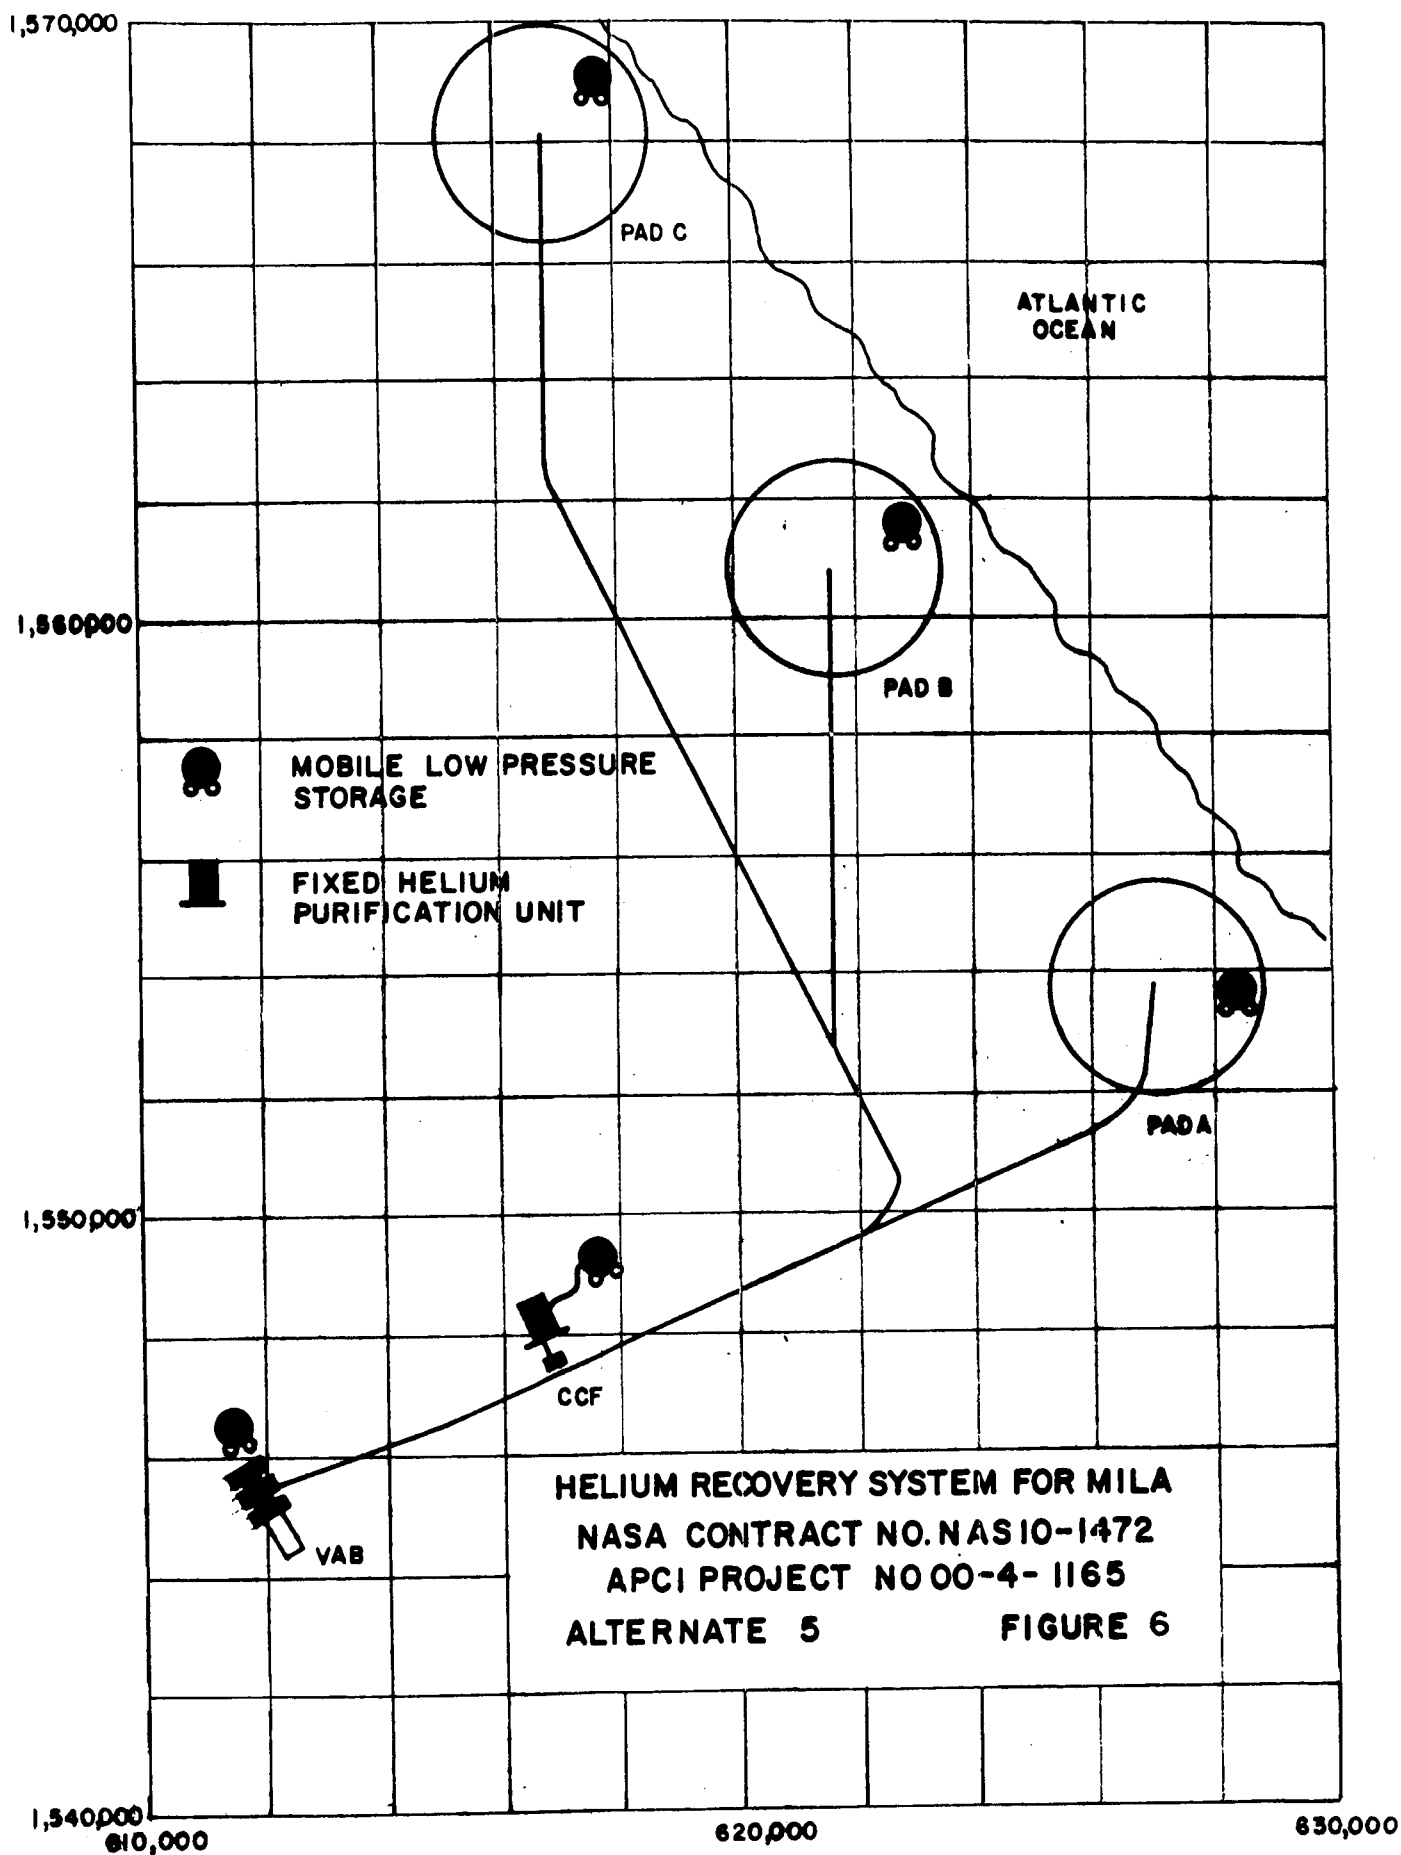 1,570,000
PAD C
ATLANTIC
OCEAN
1,560,000
PAD B
MOBILE LOW PRESSURE
STORAGE
FIXED HELIUM
PURIFICATION UNIT
PAD A
1,550,000
CCF
VAB
HELIUM RECOVERY SYSTEM FOR MILA
NASA CONTRACT NO. NAS10-1472
APCI PROJECT NO 00-4-1165
ALTERNATE 5 FIGURE 6
1,540,000
610,000 620,000 630,000